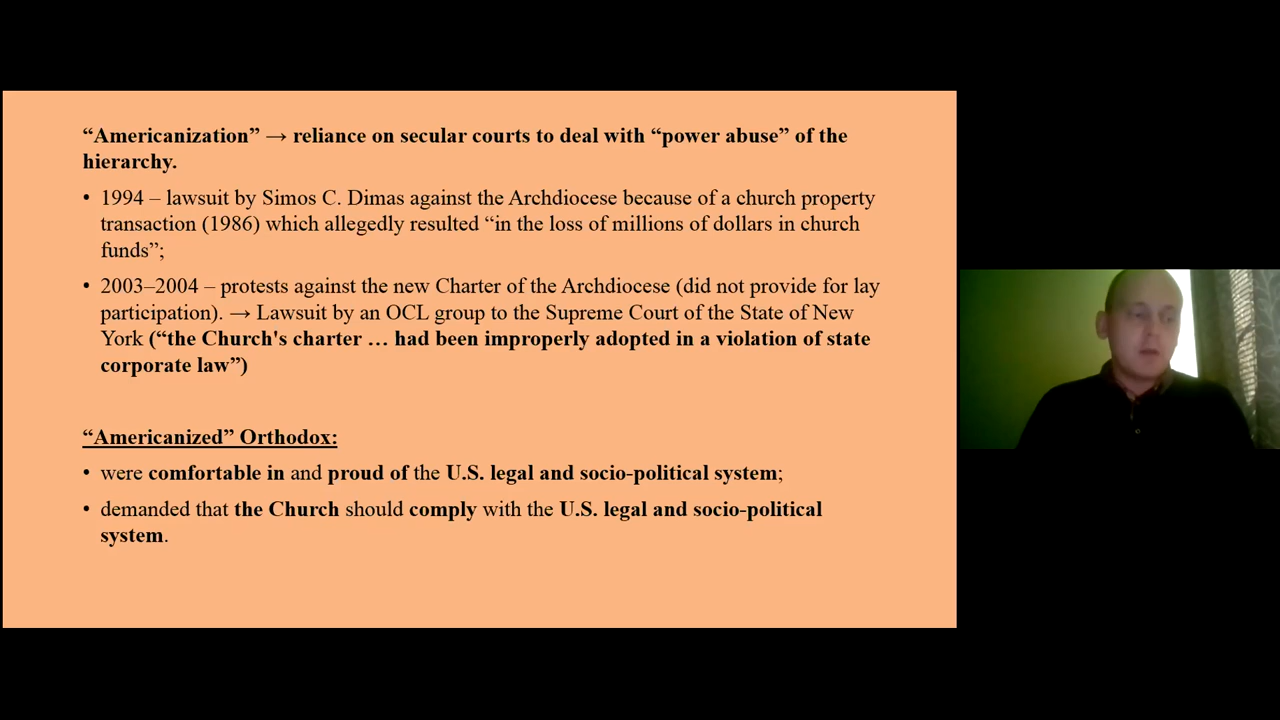 “Americanization” → reliance on secular courts to deal with “power abuse” of the
hierarchy.
• 1994 – lawsuit by Simos C. Dimas against the Archdiocese because of a church property
transaction (1986) which allegedly resulted “in the loss of millions of dollars in church
funds”;
• 2003–2004 – protests against the new Charter of the Archdiocese (did not provide for lay
participation). → Lawsuit by an OCL group to the Supreme Court of the State of New
York (“the Church's charter … had been improperly adopted in a violation of state
corporate law”)
“Americanized” Orthodox:
• were comfortable in and proud of the U.S. legal and socio-political system;
• demanded that the Church should comply with the U.S. legal and socio-political
system.